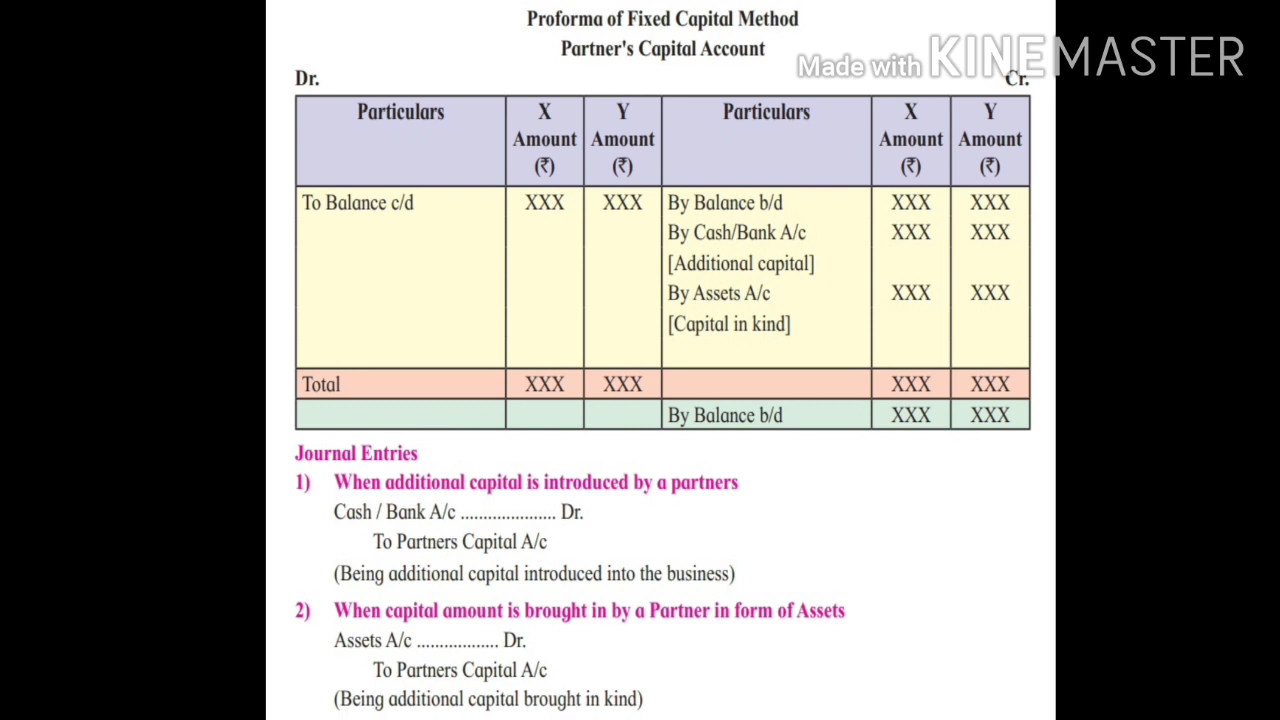 Proforma of Fixed Capital Method
Partner's Capital Account
Made with KINEMASTER
Dr. Cr.
Particulars X Amount (₹) Y Amount (₹) Particulars X Amount (₹) Y Amount (₹)
To Balance c/d XXX XXX By Balance b/d XXX XXX
By Cash/Bank A/c XXX XXX
[Additional capital]
By Assets A/c XXX XXX
[Capital in kind]
Total XXX XXX XXX XXX
By Balance b/d XXX XXX
Journal Entries
1) When additional capital is introduced by a partners
Cash / Bank A/c ..................... Dr.
To Partners Capital A/c
(Being additional capital introduced into the business)
2) When capital amount is brought in by a Partner in form of Assets
Assets A/c .................. Dr.
To Partners Capital A/c
(Being additional capital brought in kind)